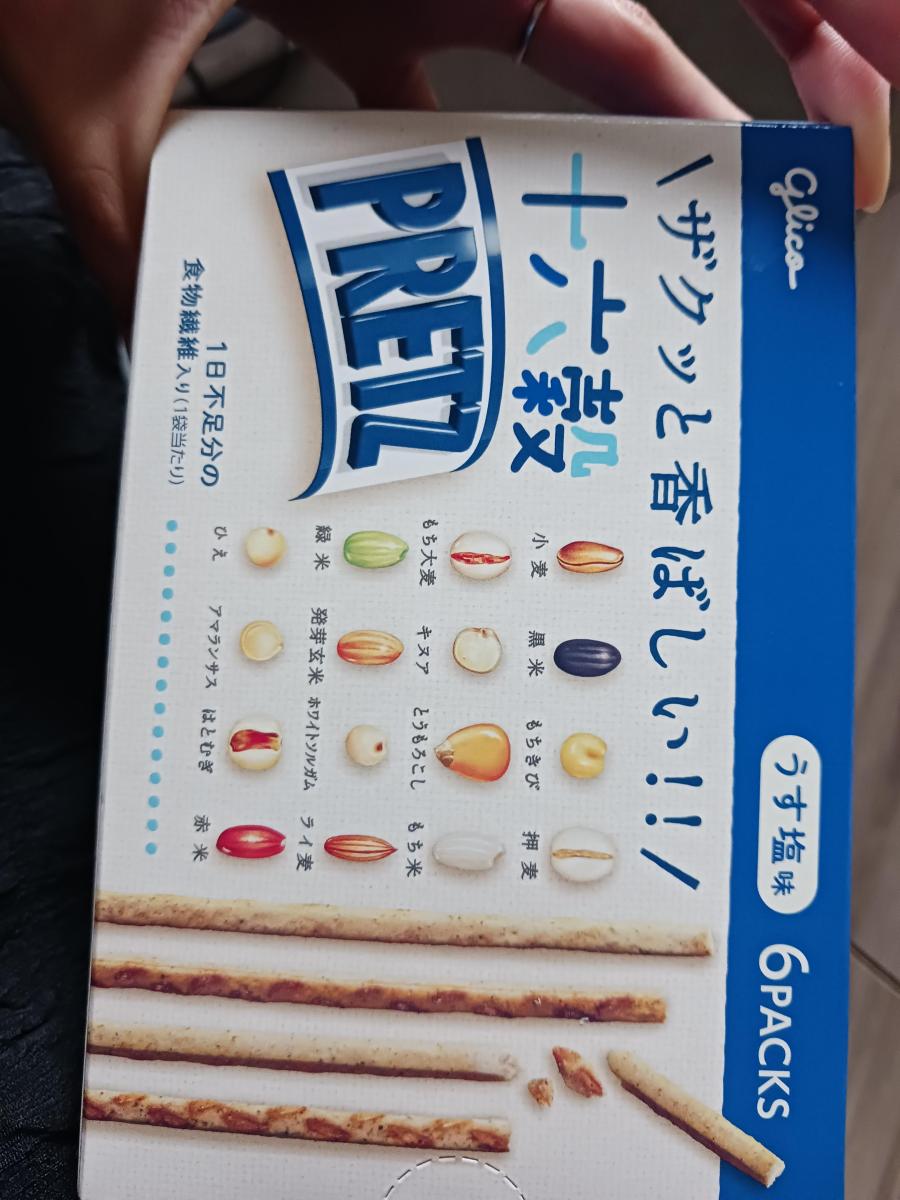 glico
うす塩味
6PACKS
\ザクッと香ばしい!!/
十六穀
PRETZ
小麦
黒米
もちきび
押麦
もち大麦
キヌア
とうもろこし
もち米
緑米
発芽玄米
ホワイトソルガム
ライ麦
ひえ
アマランサス
はとむぎ
赤米
1日不足分の
食物繊維入り(1袋当たり)